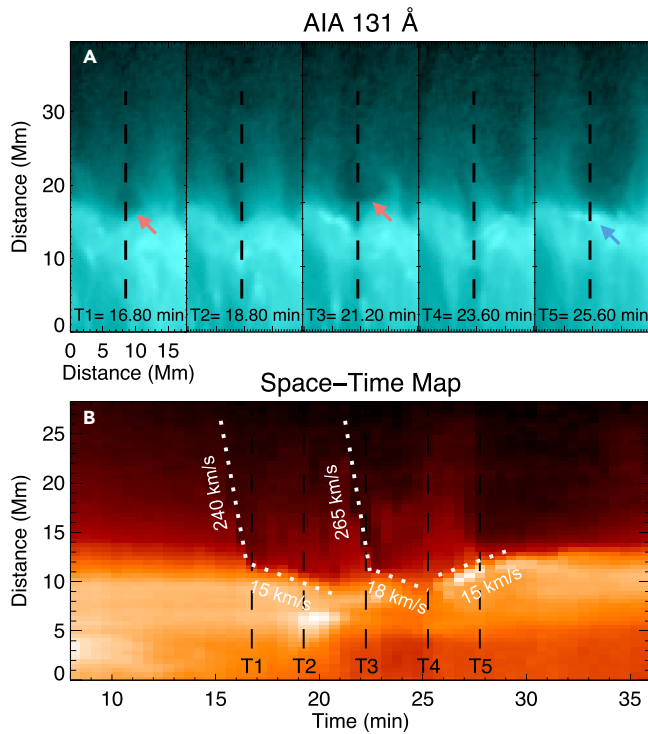 AIA 131 Å
A
Distance (Mm)
30
20
10
0
T1= 16.80 min T2= 18.80 min T3= 21.20 min T4= 23.60 min T5= 25.60 min
0 5 10 15
Distance (Mm)
Space–Time Map
B
Distance (Mm)
25
20
15
10
5
0
240 km/s
265 km/s
15 km/s
18 km/s
15 km/s
T1 T2 T3 T4 T5
10 15 20 25 30 35
Time (min)